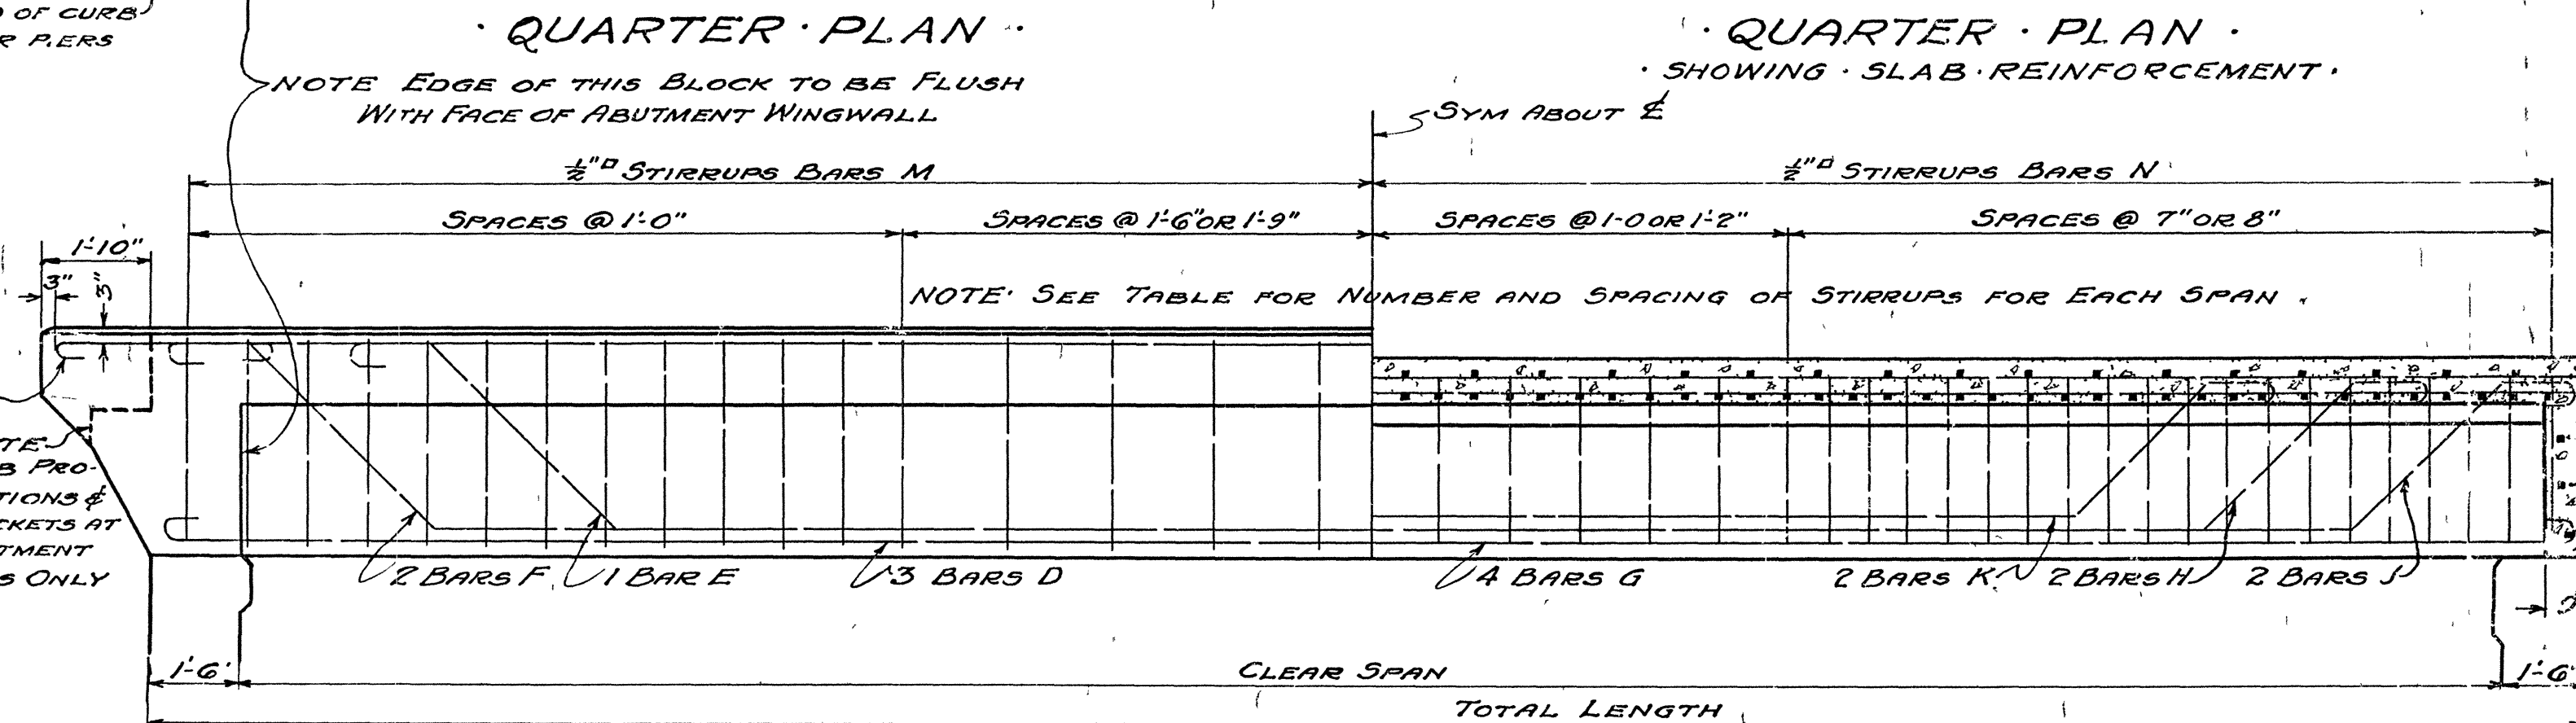 OF CURB
PIERS
· QUARTER · PLAN ·
NOTE EDGE OF THIS BLOCK TO BE FLUSH
WITH FACE OF ABUTMENT WINGWALL
· QUARTER · PLAN ·
· SHOWING · SLAB · REINFORCEMENT ·
SYM ABOUT ℄
½"□ STIRRUPS BARS M
½"□ STIRRUPS BARS N
SPACES @ 1'-0"
SPACES @ 1'-6" OR 1'-9"
SPACES @ 1-0 OR 1'-2"
SPACES @ 7" OR 8"
1'-10"
3"
3"
NOTE· SEE TABLE FOR NUMBER AND SPACING OF STIRRUPS FOR EACH SPAN
PRO-
AT
ONLY
2 BARS F
1 BAR E
3 BARS D
4 BARS G
2 BARS K
2 BARS H
2 BARS J
1'-6"
CLEAR SPAN
1'-6"
TOTAL LENGTH